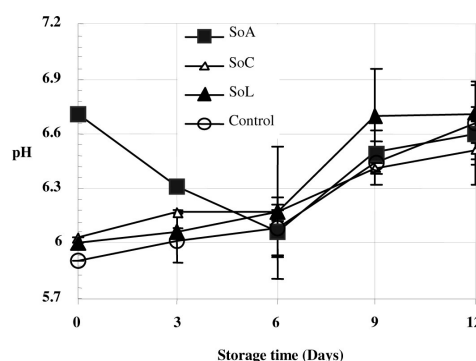 7.2
SoA
SoC
6.9
SoL
Control
6.6
pH
6.3
6
5.7
0 3 6 9 12
Storage time (Days)